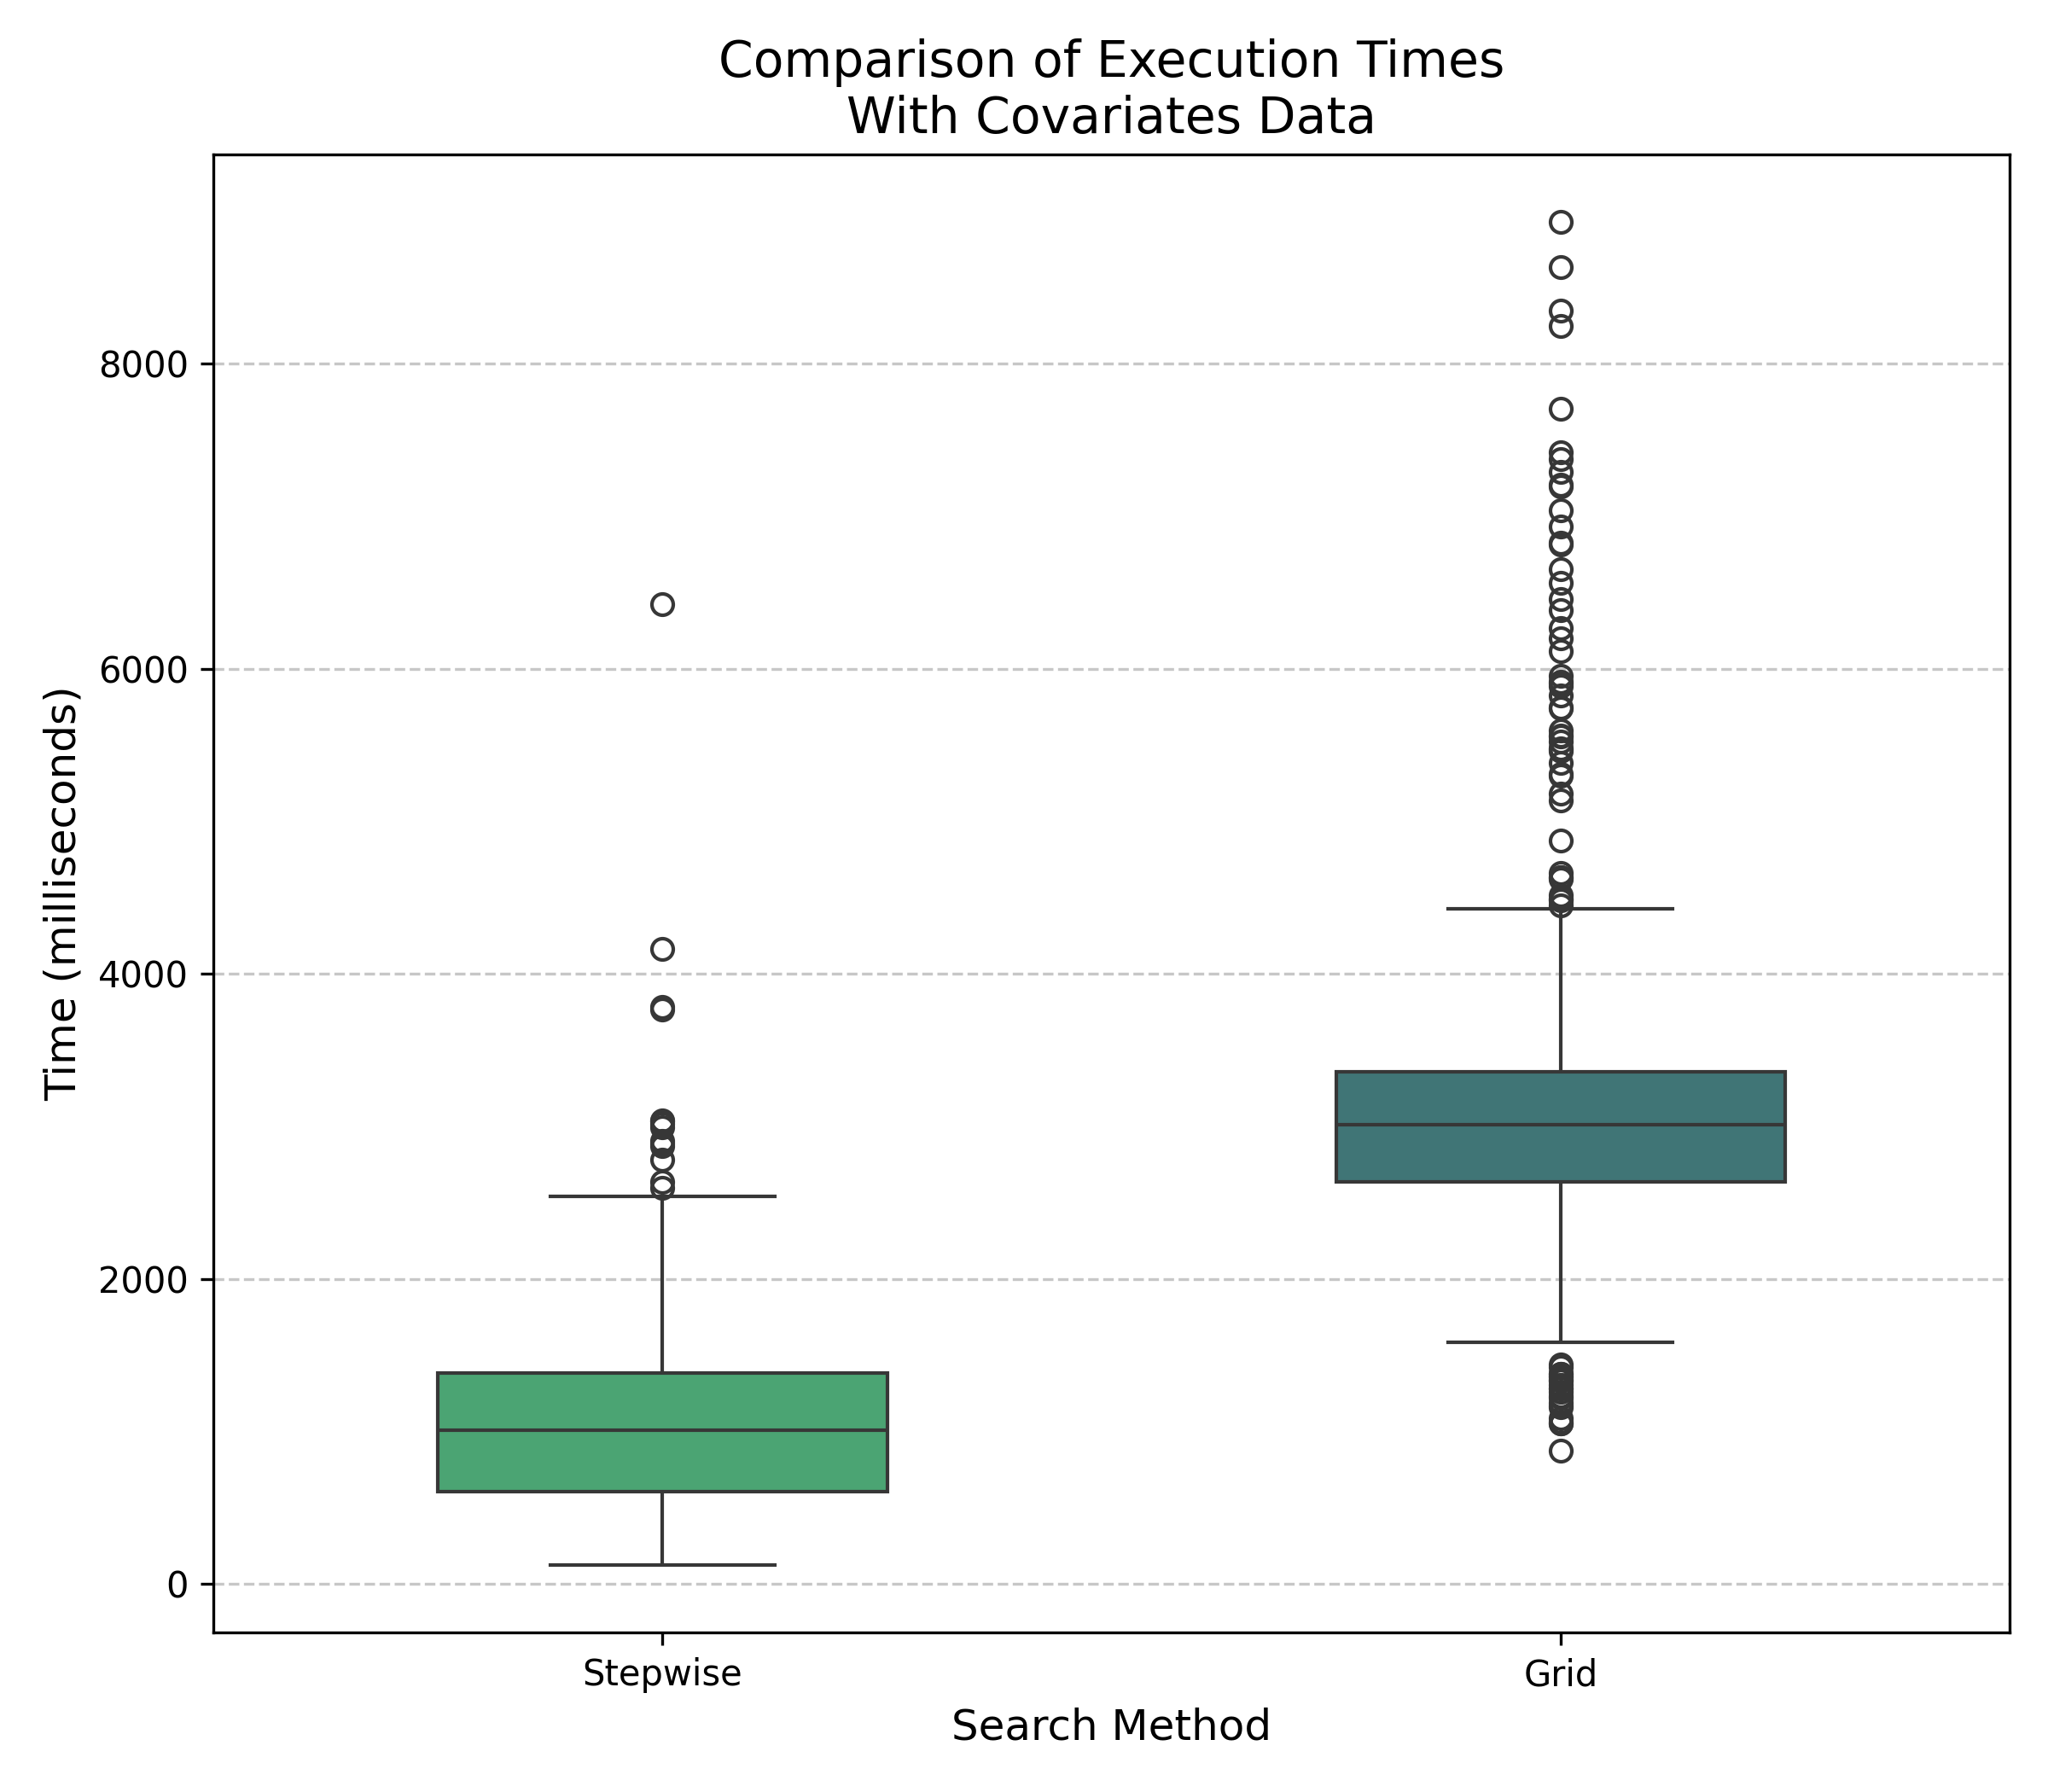 Comparison of Execution Times
With Covariates Data
Time (milliseconds)
8000
6000
4000
2000
0
Stepwise
Grid
Search Method